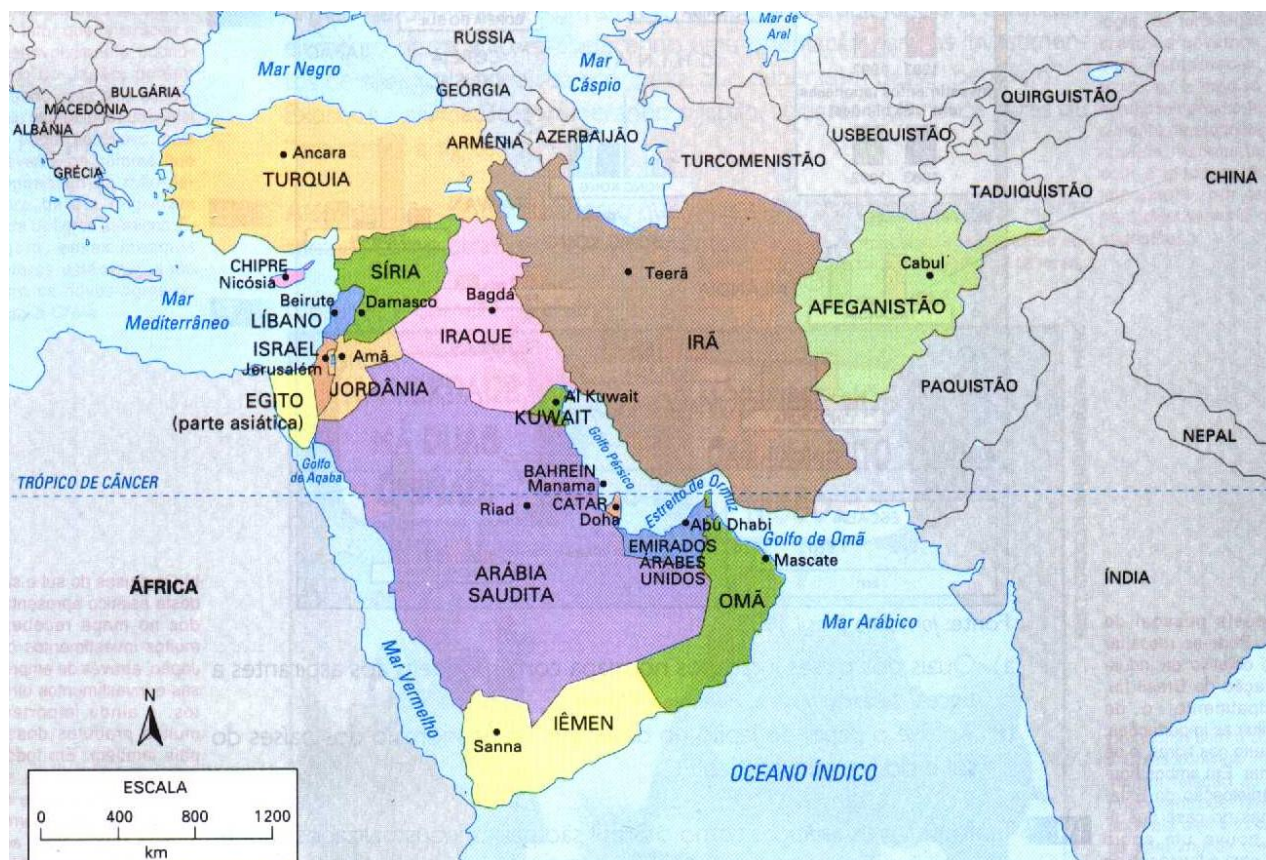 RÚSSIA
Mar de
Aral
Mar Negro
Mar
Cáspio
GEÓRGIA
BULGÁRIA
MACEDÔNIA
ALBÂNIA
GRÉCIA
ARMÊNIA
AZERBAIJÃO
QUIRGUISTÃO
USBEQUISTÃO
TURCOMENISTÃO
TADJIQUISTÃO
CHINA
Ancara
TURQUIA
CHIPRE
Nicósia
SÍRIA
Teerã
Cabul
AFEGANISTÃO
Mar
Mediterrâneo
Beirute
Damasco
LÍBANO
Bagdá
IRAQUE
IRÃ
ISRAEL
Jerusalém
Amã
JORDÂNIA
PAQUISTÃO
EGITO
(parte asiática)
Al Kuwait
KUWAIT
NEPAL
Golfo
de Aqaba
Golfo Pérsico
TRÓPICO DE CÂNCER
BAHREIN
Manama
CATAR
Doha
Riad
Estreito de Ormuz
Abú Dhabi
EMIRADOS
ÁRABES
UNIDOS
Golfo de Omã
Mascate
ÁFRICA
ARÁBIA
SAUDITA
OMÃ
ÍNDIA
Mar Arábico
Mar Vermelho
N
IÊMEN
Sanna
OCEANO ÍNDICO
ESCALA
0 400 800 1200
km